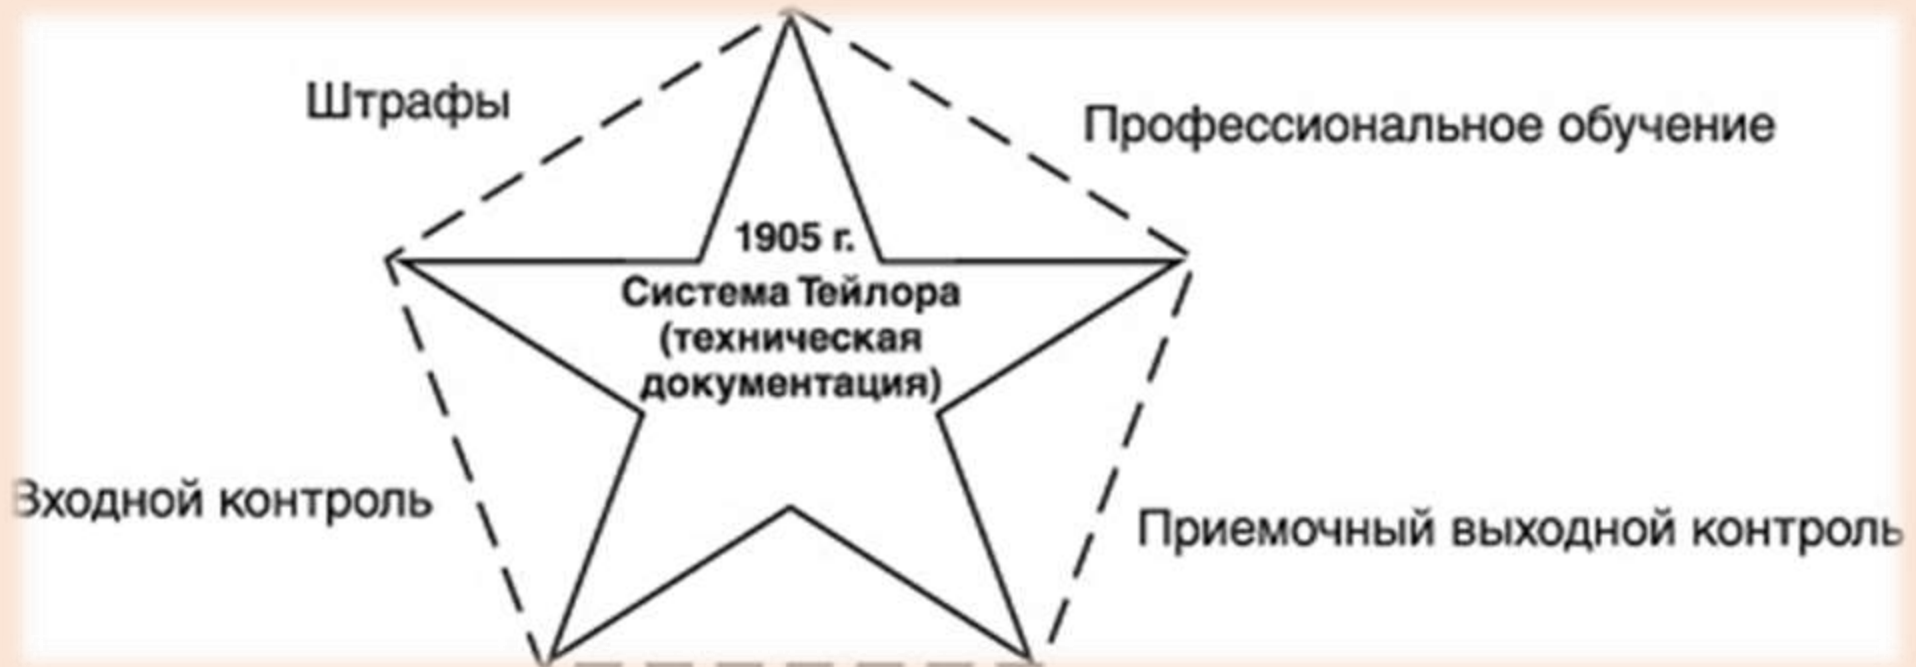 Штрафы
Профессиональное обучение
1905 г.
Система Тейлора
(техническая
документация)
Входной контроль
Приемочный выходной контроль